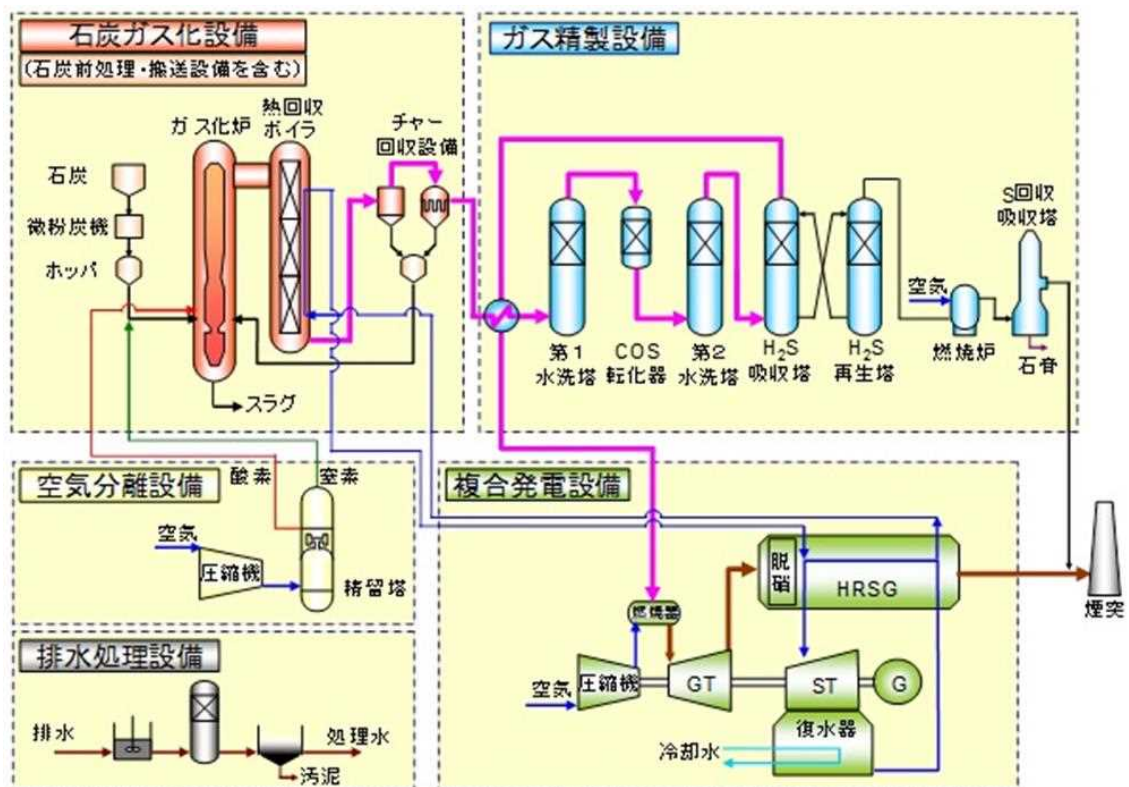 石炭ガス化設備
(石炭前処理・搬送設備を含む)
ガス化炉
熱回収
ボイラ
チャー
回収設備
石炭
微粉炭機
ホッパ
スラグ
ガス精製設備
第1
水洗塔
COS
転化器
第2
水洗塔
H2S
吸収塔
H2S
再生塔
空気
燃焼炉
S回収
吸収塔
石膏
空気分離設備
酸素
窒素
空気
圧縮機
精留塔
排水処理設備
排水
処理水
汚泥
複合発電設備
脱硝
HRSG
燃焼器
空気
圧縮機
GT
ST
G
復水器
冷却水
煙突